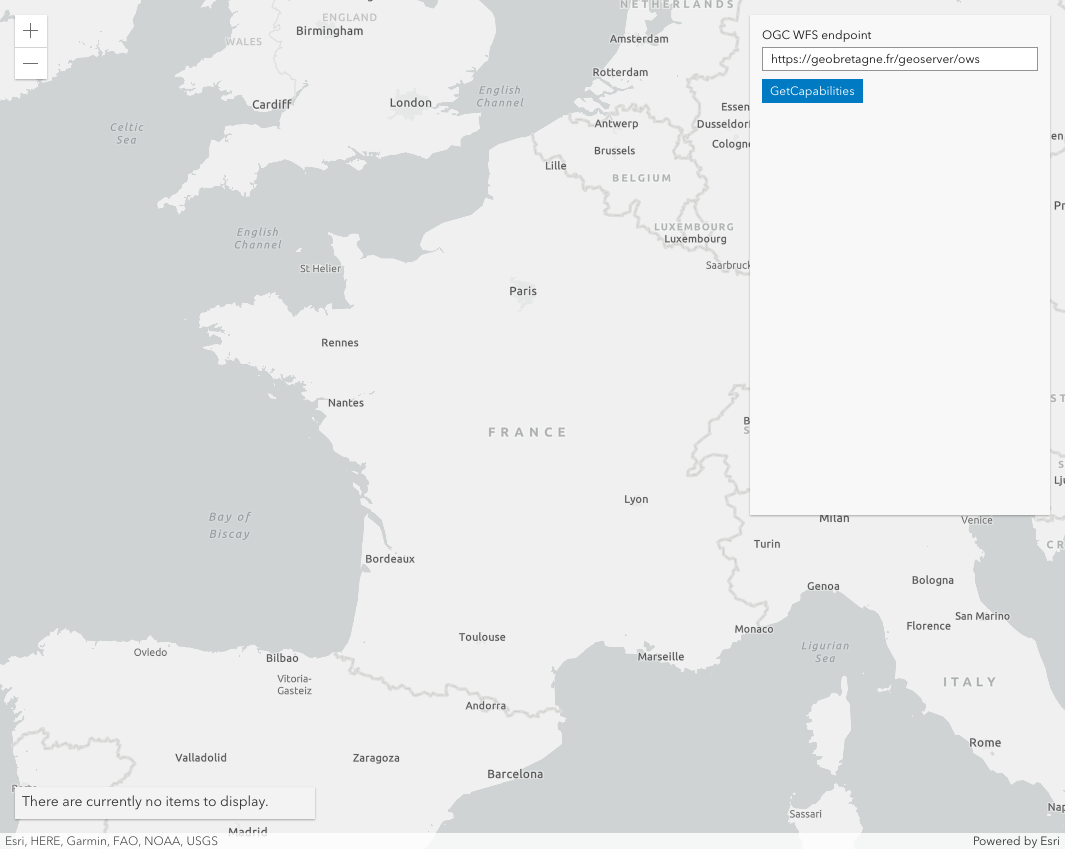 NETHERLANDS
ENGLAND
Birmingham
WALES
Amsterdam
Rotterdam
English
Channel
Cardiff
London
Essen
Celtic
Sea
Antwerp
Dusseldorf
Brussels
Cologne
Lille
BELGIUM
LUXEMBOURG
Luxembourg
English
Channel
St Helier
Saarbruck
Paris
Rennes
Nantes
FRANCE
Lyon
Bay of
Biscay
Bordeaux
Milan
Venice
Turin
Genoa
Bologna
San Marino
Florence
Monaco
Toulouse
Marseille
Ligurian
Sea
Oviedo
Bilbao
Vitoria-
Gasteiz
ITALY
Andorra
Rome
Valladolid
Zaragoza
Barcelona
Sassari
Nap
Madrid
OGC WFS endpoint
https://geobretagne.fr/geoserver/ows
GetCapabilities
There are currently no items to display.
Esri, HERE, Garmin, FAO, NOAA, USGS
Powered by Esri